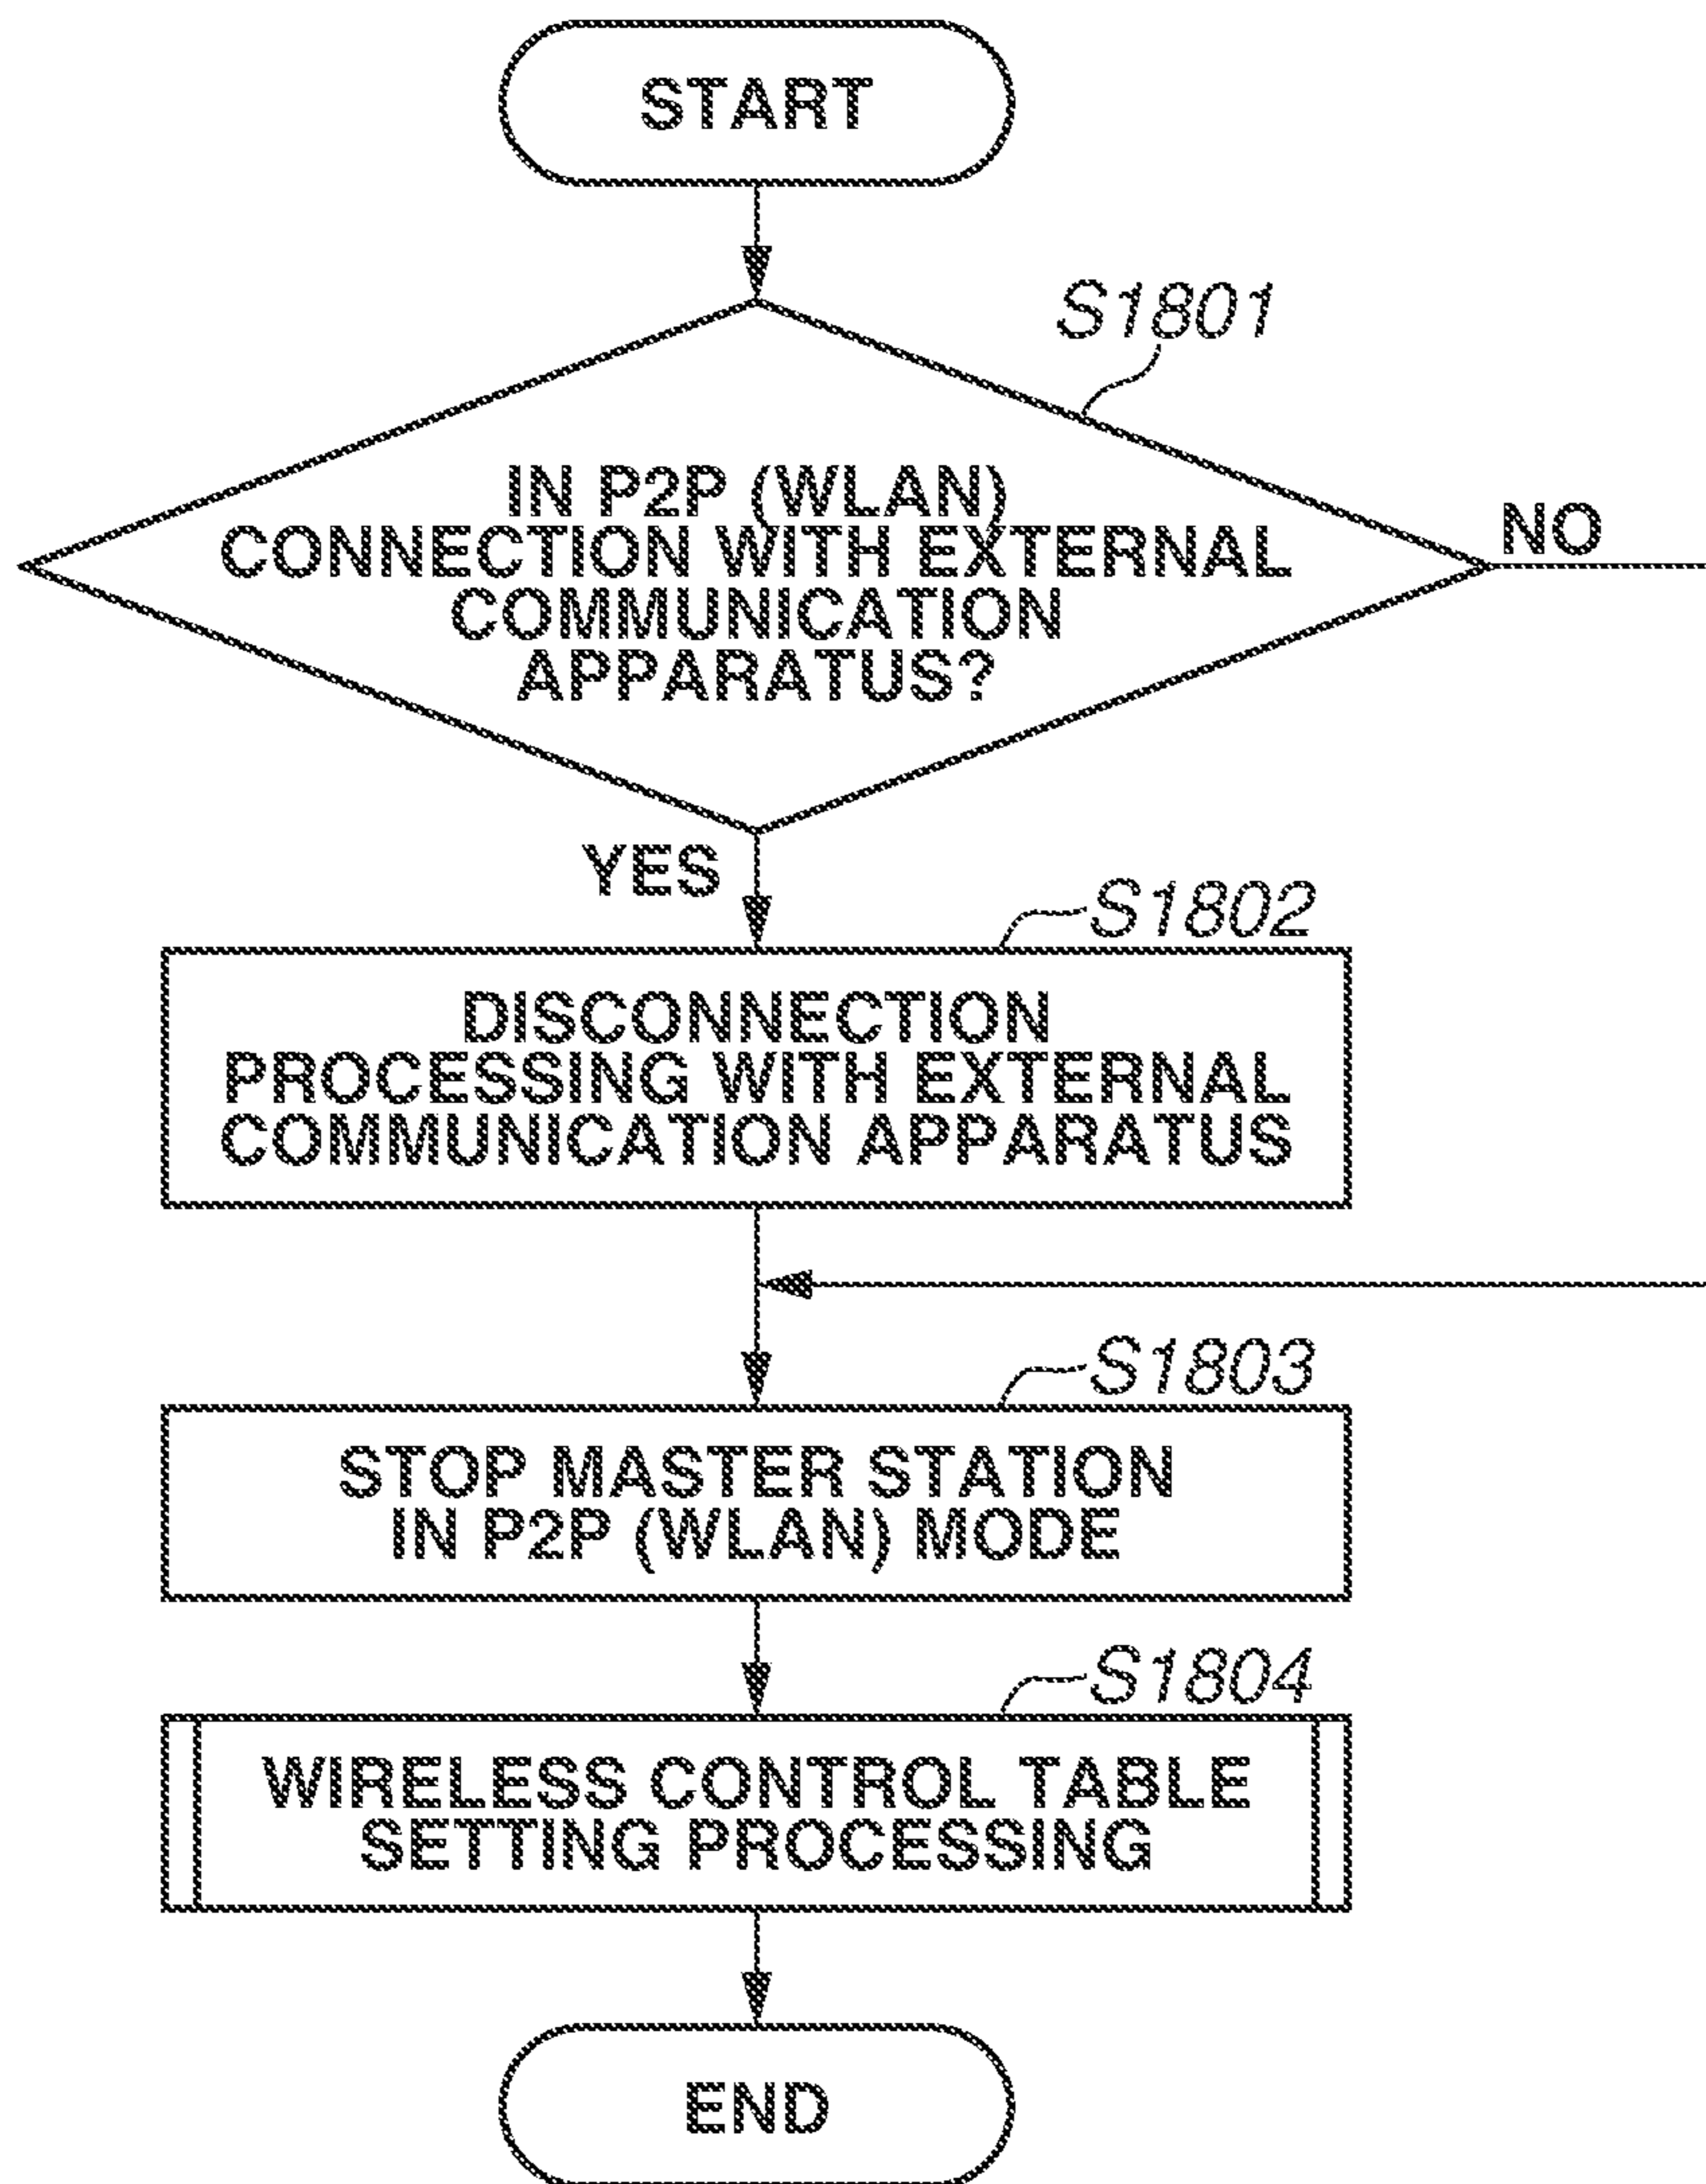 START
S1801
IN P2P (WLAN)
CONNECTION WITH EXTERNAL
COMMUNICATION
APPARATUS?
NO
YES
S1802
DISCONNECTION
PROCESSING WITH EXTERNAL
COMMUNICATION APPARATUS
S1803
STOP MASTER STATION
IN P2P (WLAN) MODE
S1804
WIRELESS CONTROL TABLE
SETTING PROCESSING
END